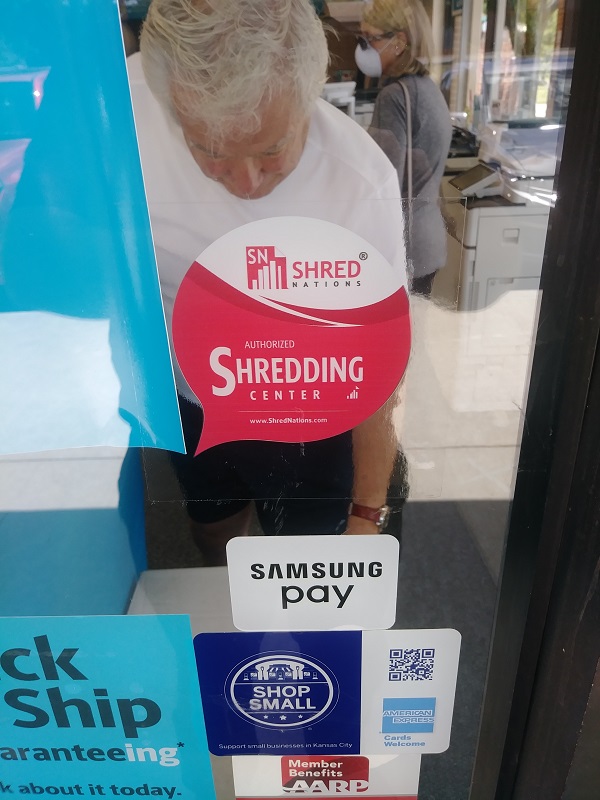 SN
SHRED®
NATIONS
AUTHORIZED
SHREDDING
CENTER
www.ShredNations.com
SAMSUNG
pay
SHOP
SMALL
Support small businesses in Kansas City
AMERICAN
EXPRESS
Cards
Welcome
Member
Benefits
AARP
ck
Ship
aranteeing*
k about it today.